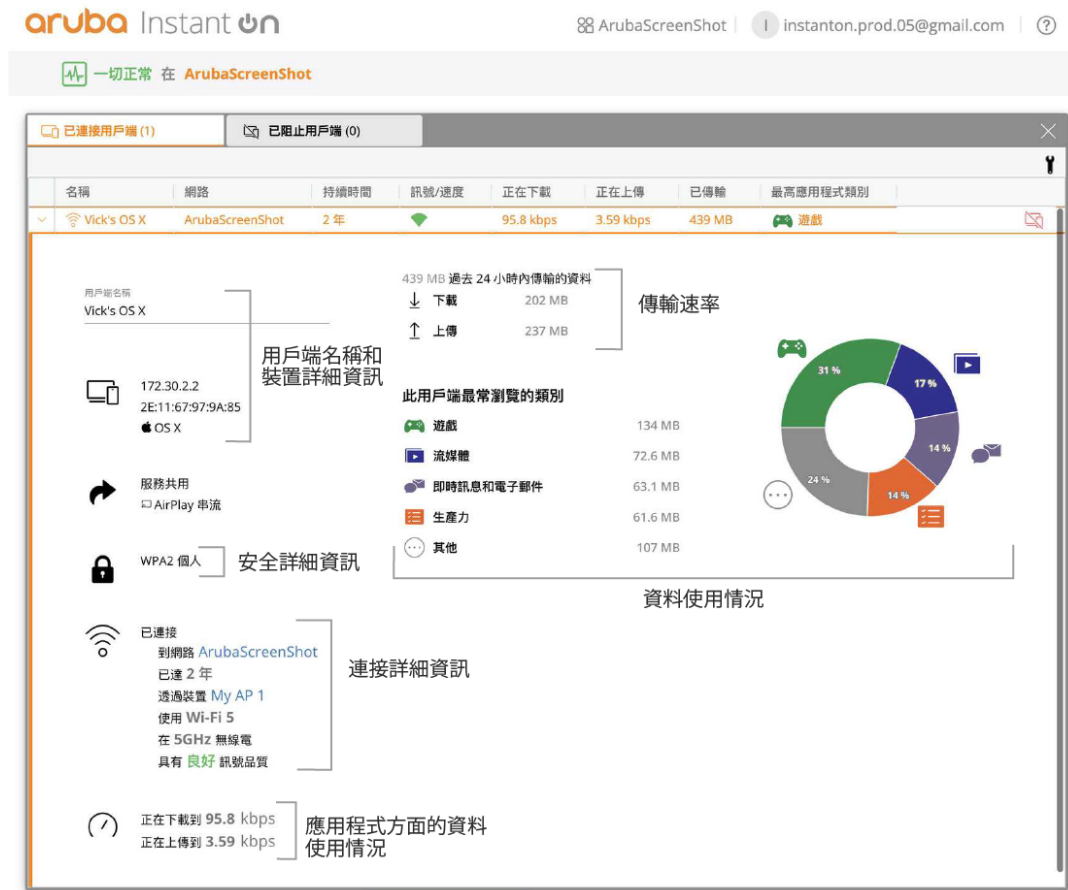 aruba Instant On
ArubaScreenShot
I instanton.prod.05@gmail.com ?
一切正常 在 ArubaScreenShot
已連接用戶端 (1) 已阻止用戶端 (0)
名稱 網路 持續時間 訊號/速度 正在下載 正在上傳 已傳輸 最高應用程式類別
Vick's OS X ArubaScreenShot 2 年 95.8 kbps 3.59 kbps 439 MB 遊戲
用戶端名稱
Vick's OS X
用戶端名稱和
裝置詳細資訊
172.30.2.2
2E:11:67:97:9A:85
OS X
服務共用
AirPlay 串流
WPA2 個人
安全詳細資訊
已連接
到網路 ArubaScreenShot
已達 2 年
透過裝置 My AP 1
使用 Wi-Fi 5
在 5GHz 無線電
具有 良好 訊號品質
連接詳細資訊
正在下載到 95.8 kbps
正在上傳到 3.59 kbps
應用程式方面的資料
使用情況
439 MB 過去 24 小時內傳輸的資料
下載 202 MB
上傳 237 MB
傳輸速率
此用戶端最常瀏覽的類別
遊戲 134 MB
流媒體 72.6 MB
即時訊息和電子郵件 63.1 MB
生產力 61.6 MB
其他 107 MB
31 %
17 %
14 %
14 %
24 %
資料使用情況